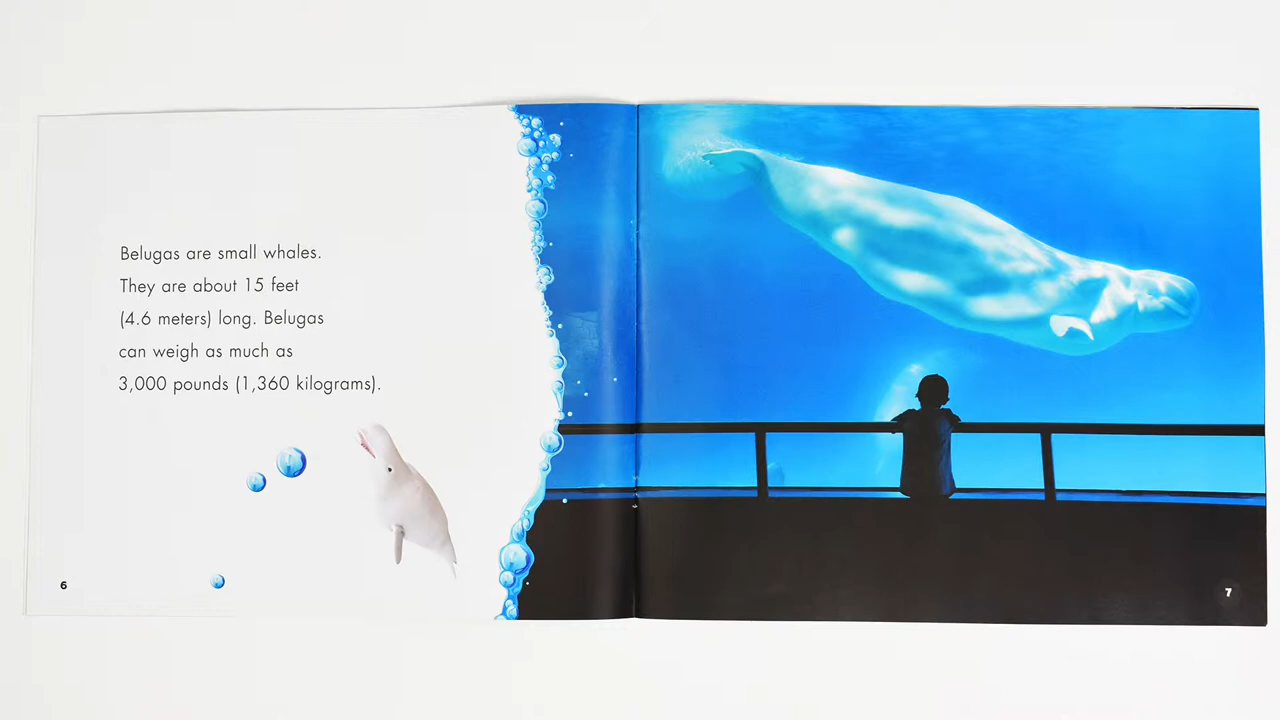 Belugas are small whales.
They are about 15 feet
(4.6 meters) long. Belugas
can weigh as much as
3,000 pounds (1,360 kilograms).
6
7